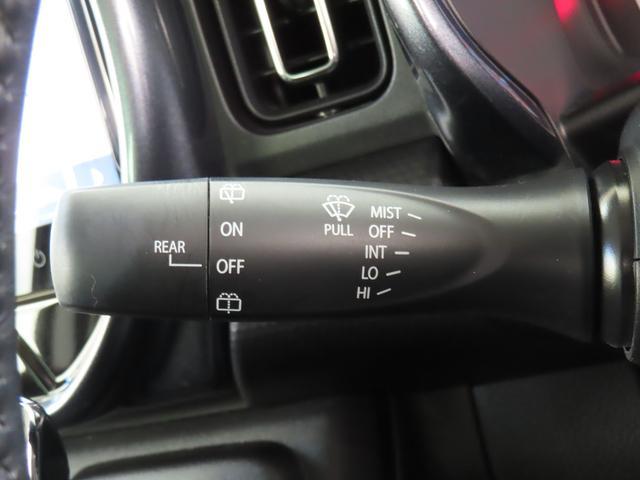 REAR
ON
OFF
PULL
MIST
OFF
INT
LO
HI